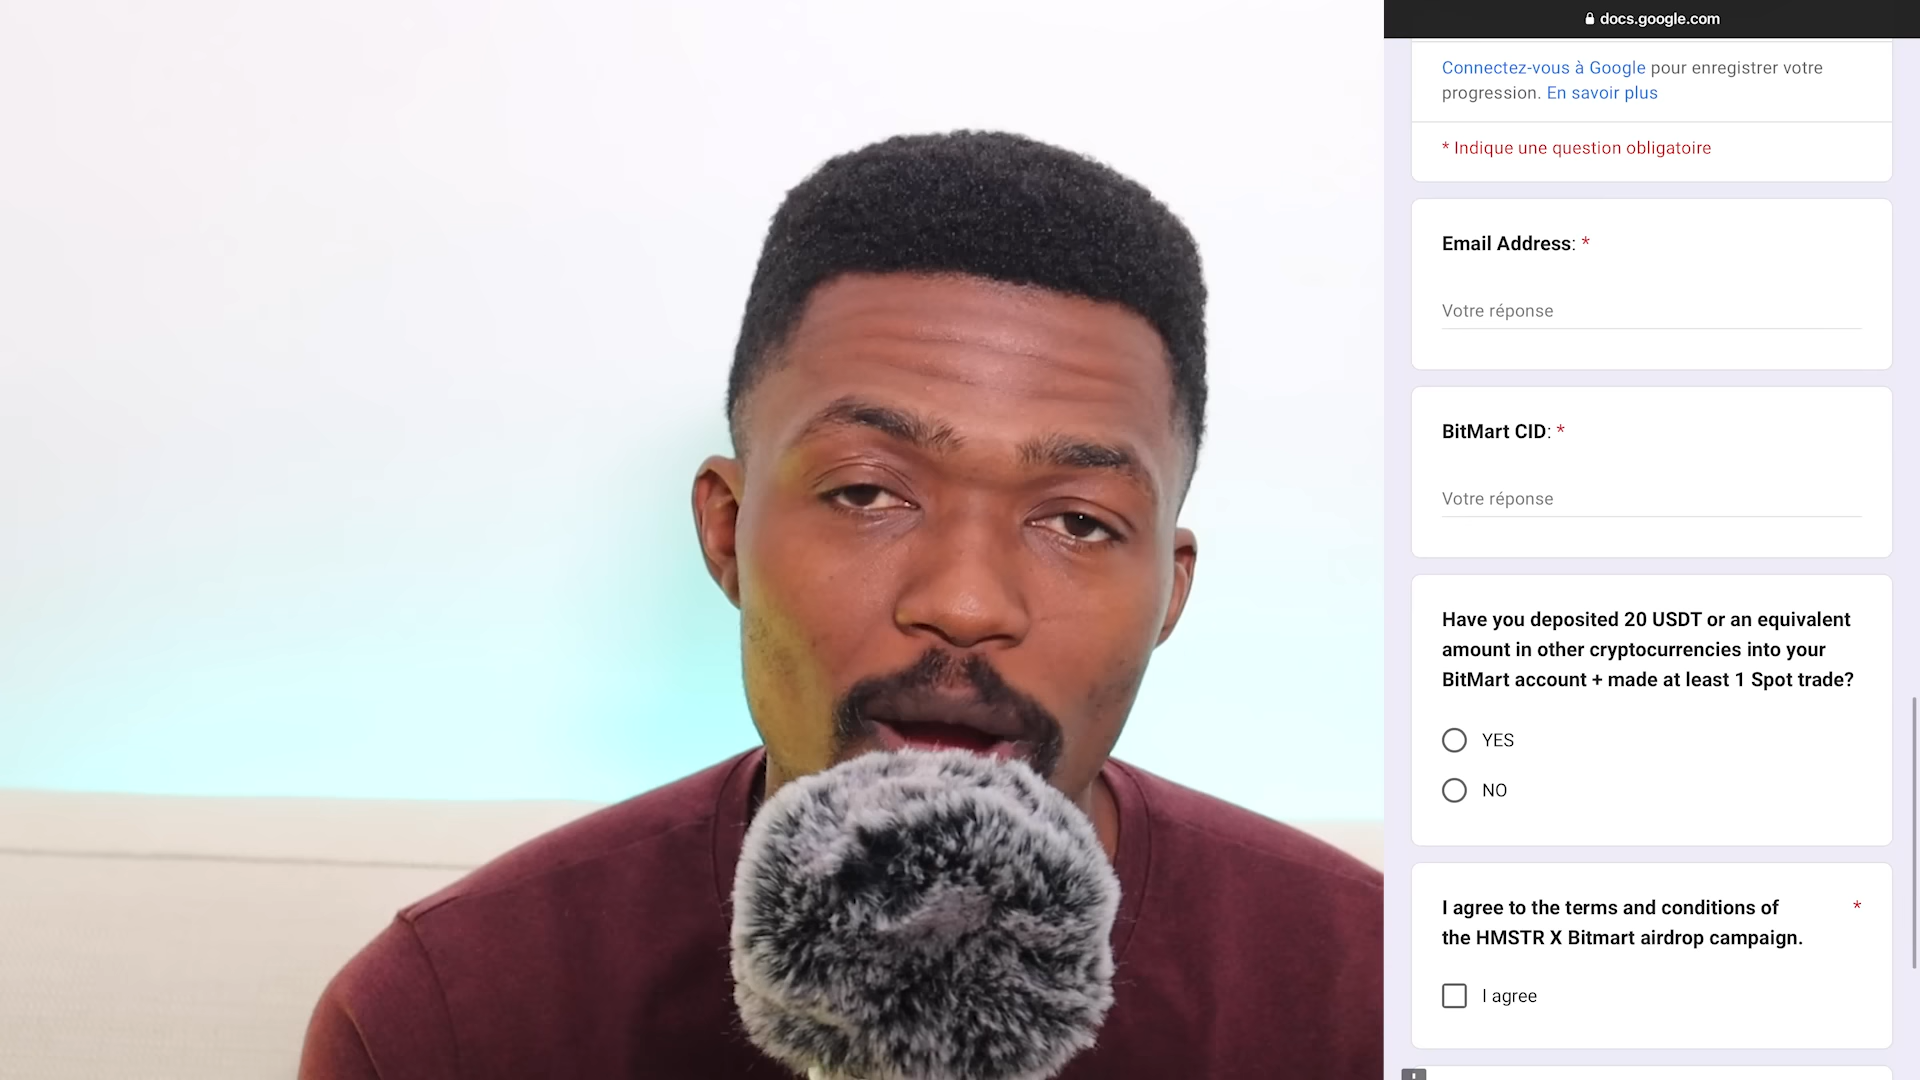 docs.google.com
Connectez-vous à Google pour enregistrer votre
progression. En savoir plus
* Indique une question obligatoire
Email Address: *
Votre réponse
BitMart CID: *
Votre réponse
Have you deposited 20 USDT or an equivalent
amount in other cryptocurrencies into your
BitMart account + made at least 1 Spot trade?
YES
NO
I agree to the terms and conditions of *
the HMSTR X Bitmart airdrop campaign.
I agree